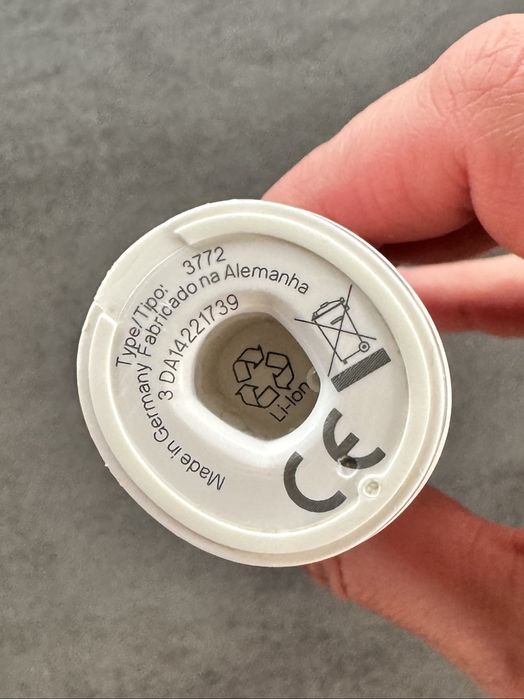 Type/Tipo: 3772
Made in Germany Fabricado na Alemanha
3 DA14221739
Li-Ion
CE